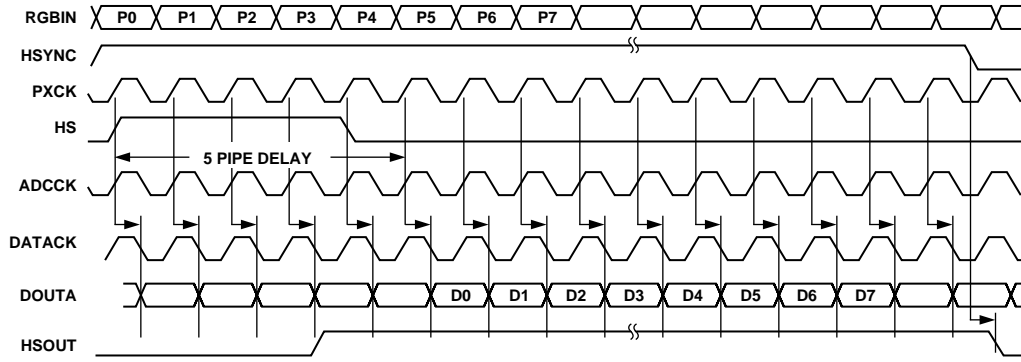 RGBIN P0 P1 P2 P3 P4 P5 P6 P7
HSYNC
PXCK
HS
5 PIPE DELAY
ADCCK
DATACK
DOUTA D0 D1 D2 D3 D4 D5 D6 D7
HSOUT